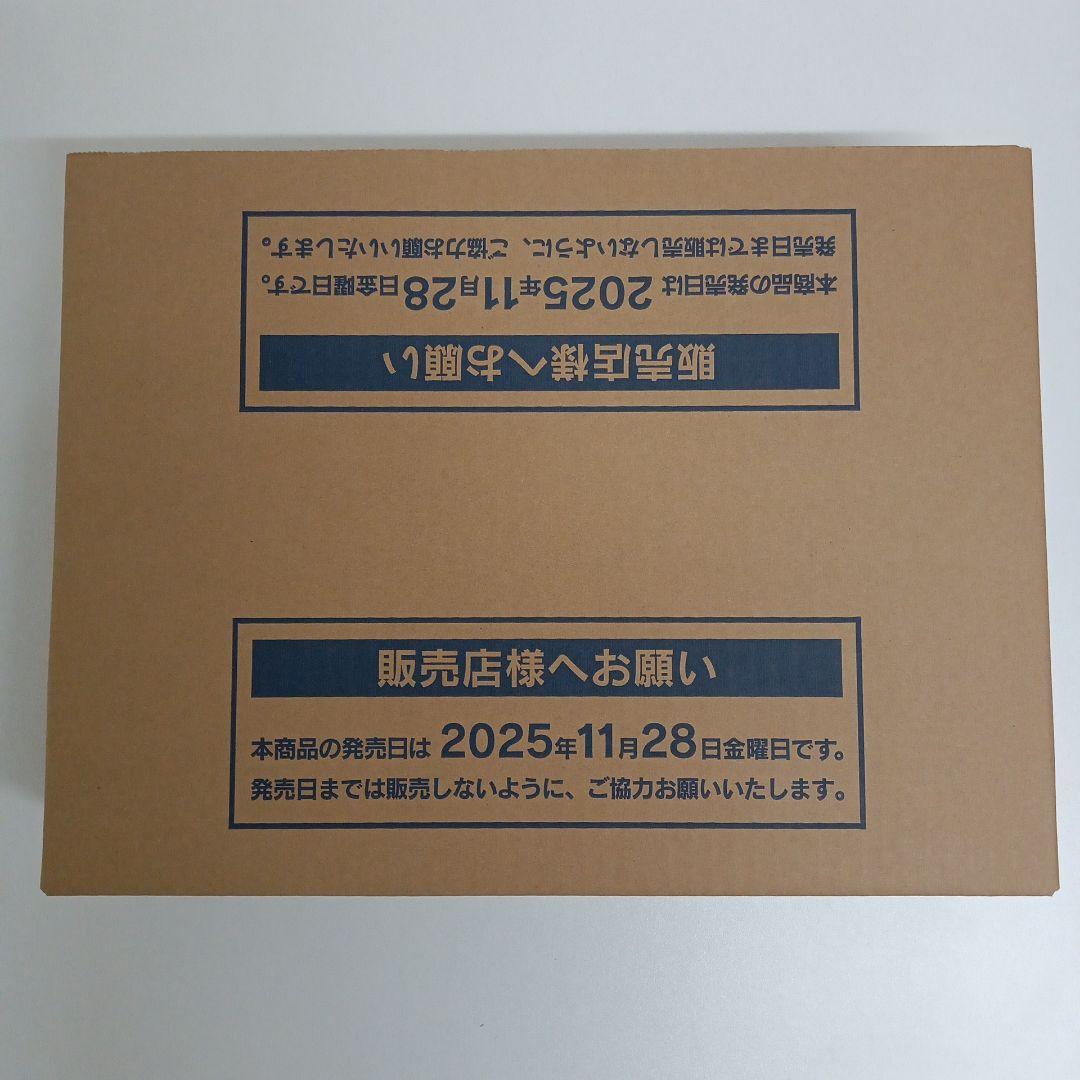 発売日までは販売しないように、ご協力お願いいたします。
本商品の発売日は 2025年11月28日金曜日です。
販売店様へお願い
販売店様へお願い
本商品の発売日は 2025年11月28日金曜日です。
発売日までは販売しないように、ご協力お願いいたします。